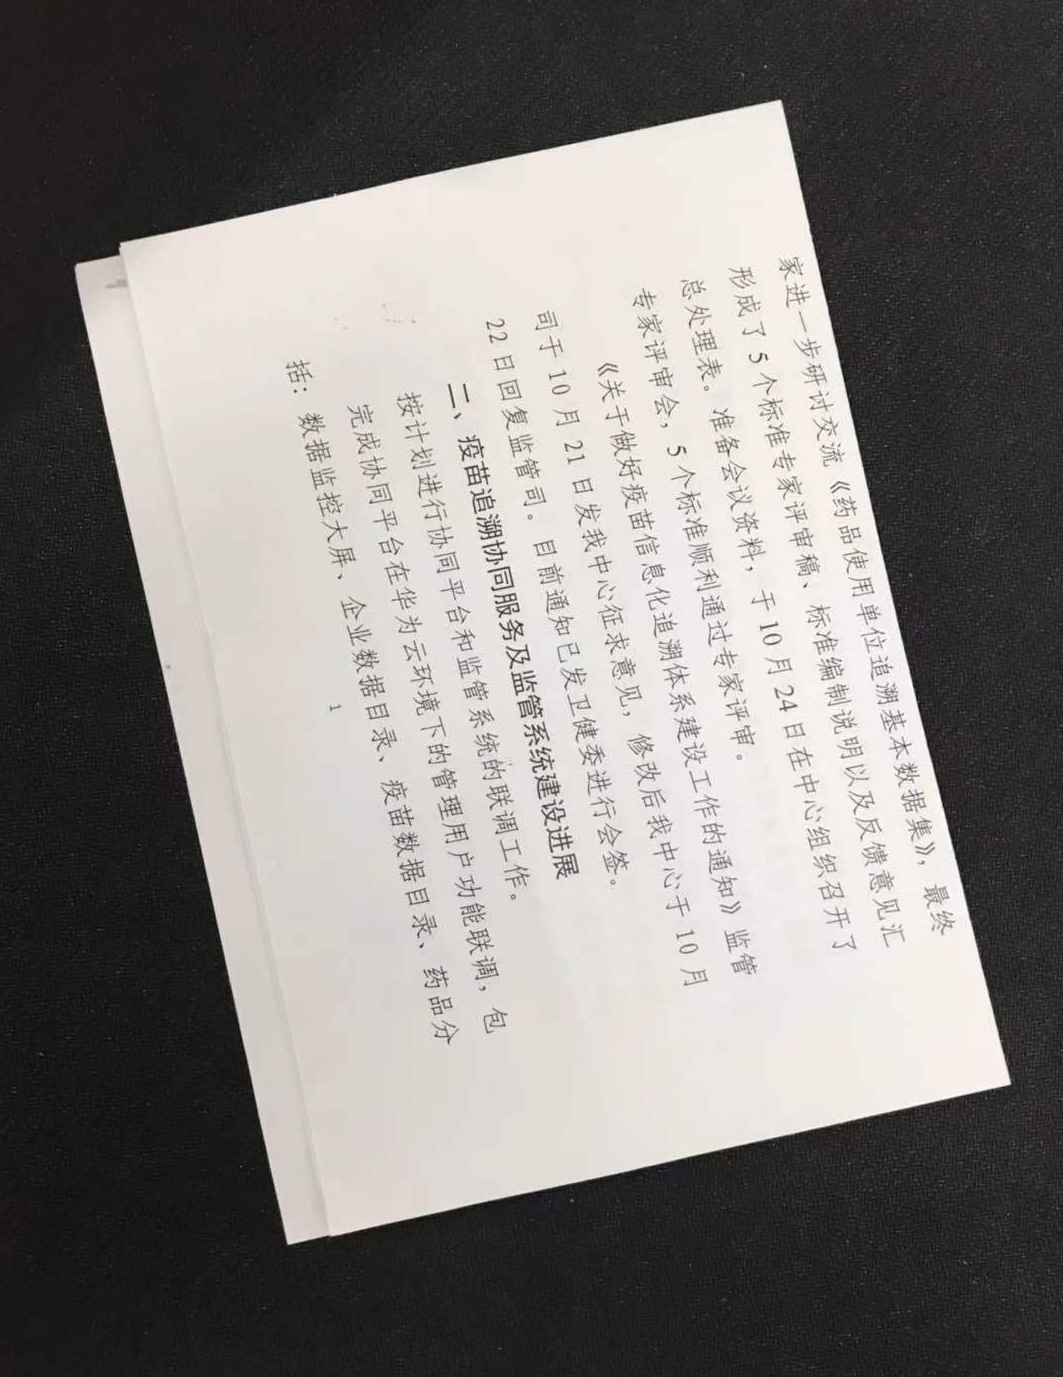 家进一步研讨交流《药品使用单位追溯基本数据集》，最终
形成了 5 个标准专家评审稿、标准编制说明以及反馈意见汇
总处理表。准备会议资料，于 10 月 24 日在中心组织召开了
专家评审会，5 个标准顺利通过专家评审。
《关于做好疫苗信息化追溯体系建设工作的通知》监管
司于 10 月 21 日发我中心征求意见，修改后我中心于 10 月
22 日回复监管司。目前通知已发卫健委进行会签。
二、疫苗追溯协同服务及监管系统建设进展
按计划进行协同平台和监管系统的联调工作。
完成协同平台在华为云环境下的管理用户功能联调，包
括：数据监控大屏、企业数据目录、疫苗数据目录、药品分
1